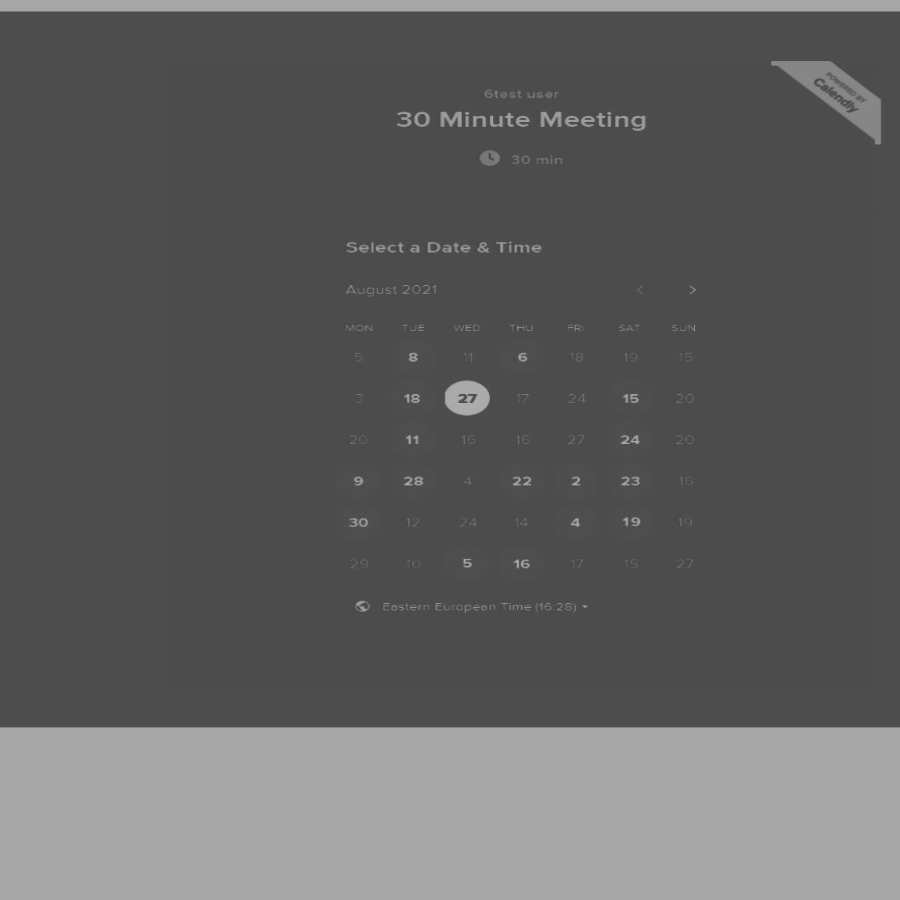 POWERED BY
Calendly
6test user
30 Minute Meeting
30 min
Select a Date & Time
August 2021
MON TUE WED THU FRI SAT SUN
5 8 11 6 18 19 15
3 18 27 17 24 15 20
20 11 16 16 27 24 20
9 28 4 22 2 23 16
30 12 24 14 4 19 19
29 10 5 16 17 15 27
Eastern European Time (16:28)